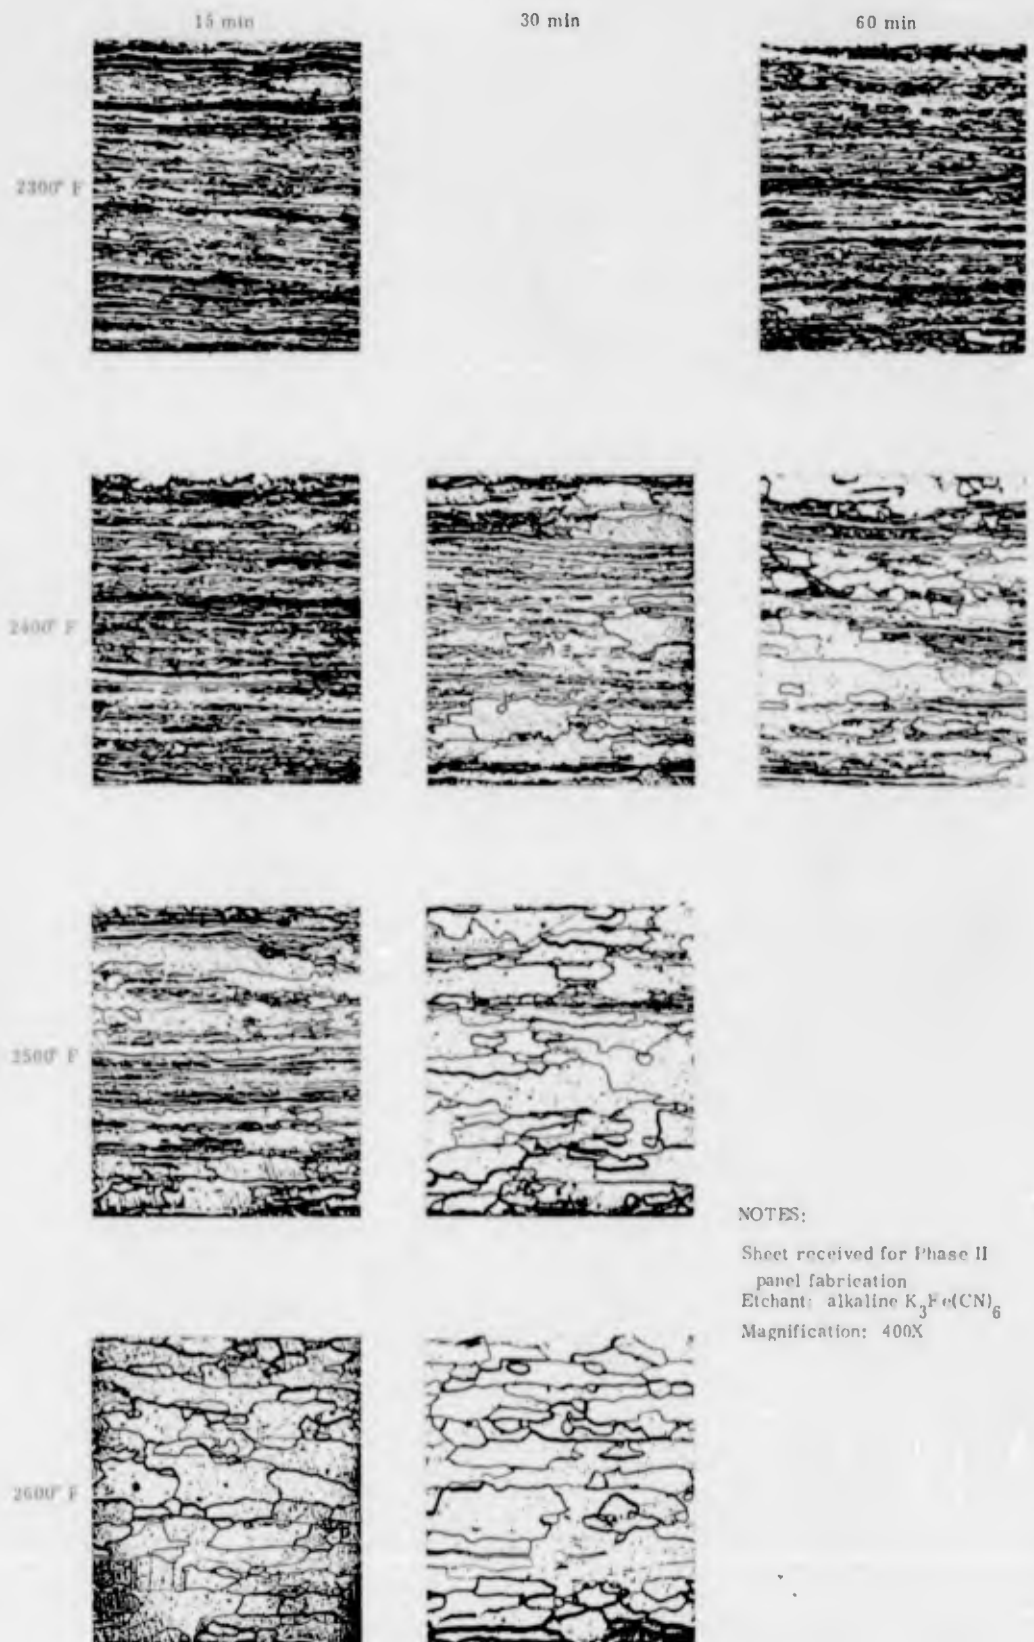 15 min
30 min
60 min
2300° F
2400° F
2500° F
2600° F
NOTES:
Sheet received for Phase II
panel fabrication
Etchant: alkaline K₃Fe(CN)₆
Magnification: 400X